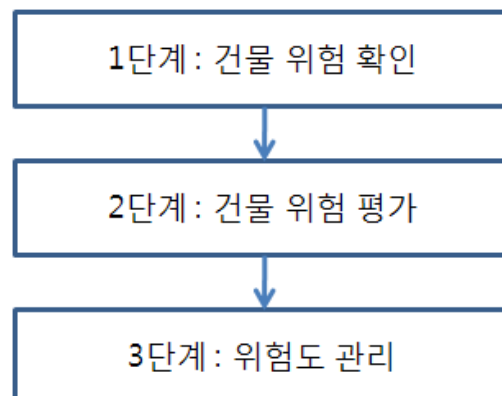 1단계 : 건물 위험 확인
2단계 : 건물 위험 평가
3단계 : 위험도 관리